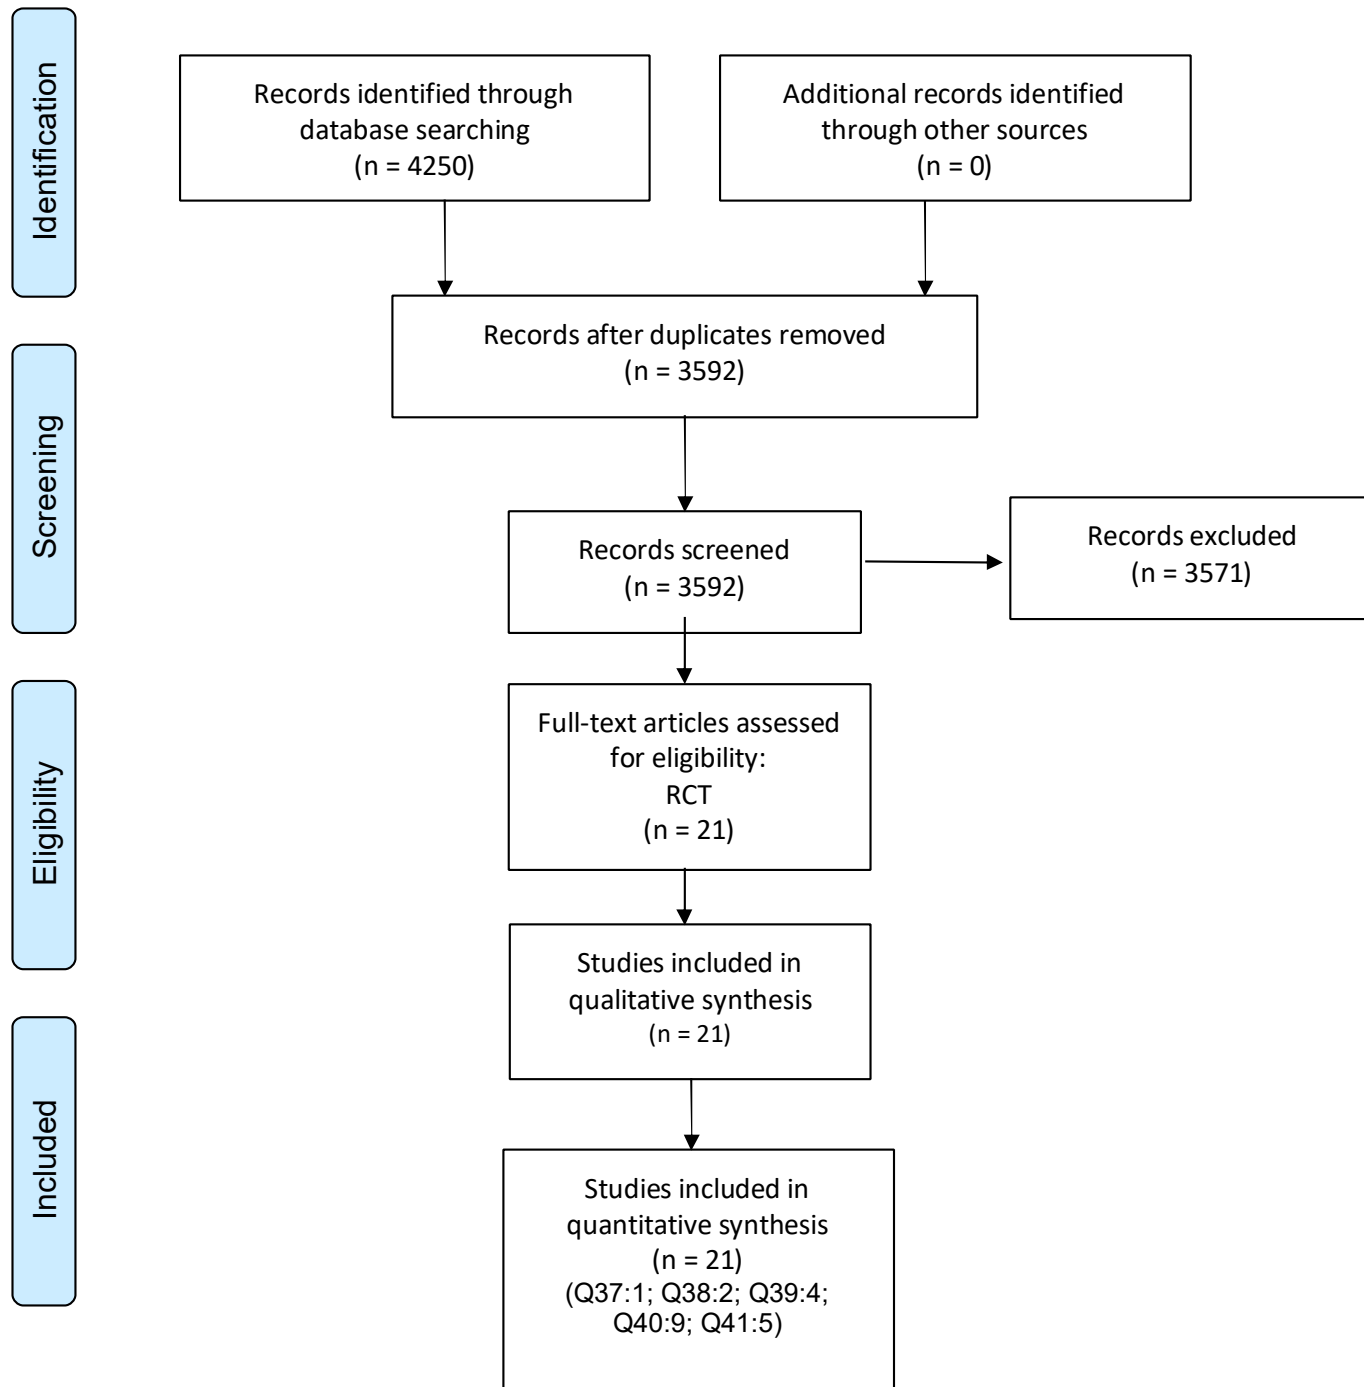 Identification
Records identified through
database searching
(n = 4250)
Additional records identified
through other sources
(n = 0)
Records after duplicates removed
(n = 3592)
Screening
Records screened
(n = 3592)
Records excluded
(n = 3571)
Eligibility
Full-text articles assessed
for eligibility:
RCT
(n = 21)
Studies included in
qualitative synthesis
(n = 21)
Included
Studies included in
quantitative synthesis
(n = 21)
(Q37:1; Q38:2; Q39:4;
Q40:9; Q41:5)